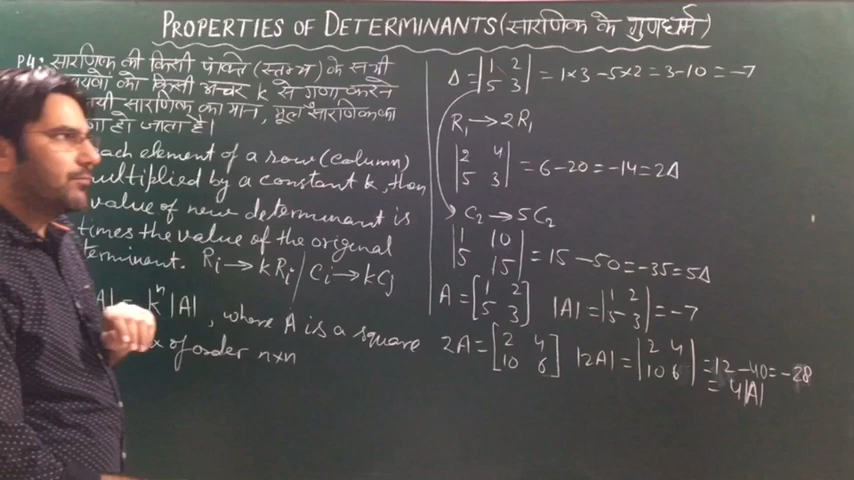 PROPERTIES OF DETERMINANTS (सारणिक के गुणधर्म)
P4: सारणिक की किसी पंक्ति (स्तम्भ) के सभी
को किसी अचर k से गुणा करने
सारणिक का मान, मूल सारणिक का
हो जाता है।
each element of a row (column)
multiplied by a constant k, then
value of new determinant is
times the value of the original
Ri → kRi / Ci → kCj
A| = kⁿ |A|, where A is a square
of order n×n
Δ = |1 2; 5 3| = 1×3 - 5×2 = 3-10 = -7
R₁ → 2R₁
|2 4; 5 3| = 6-20 = -14 = 2Δ
C₂ → 5C₂
|1 10; 5 15| = 15 - 50 = -35 = 5Δ
A = [1 2; 5 3] |A| = |1 2; 5 3| = -7
2A = [2 4; 10 6] |2A| = |2 4; 10 6| = 12 - 40 = -28
= 4|A|